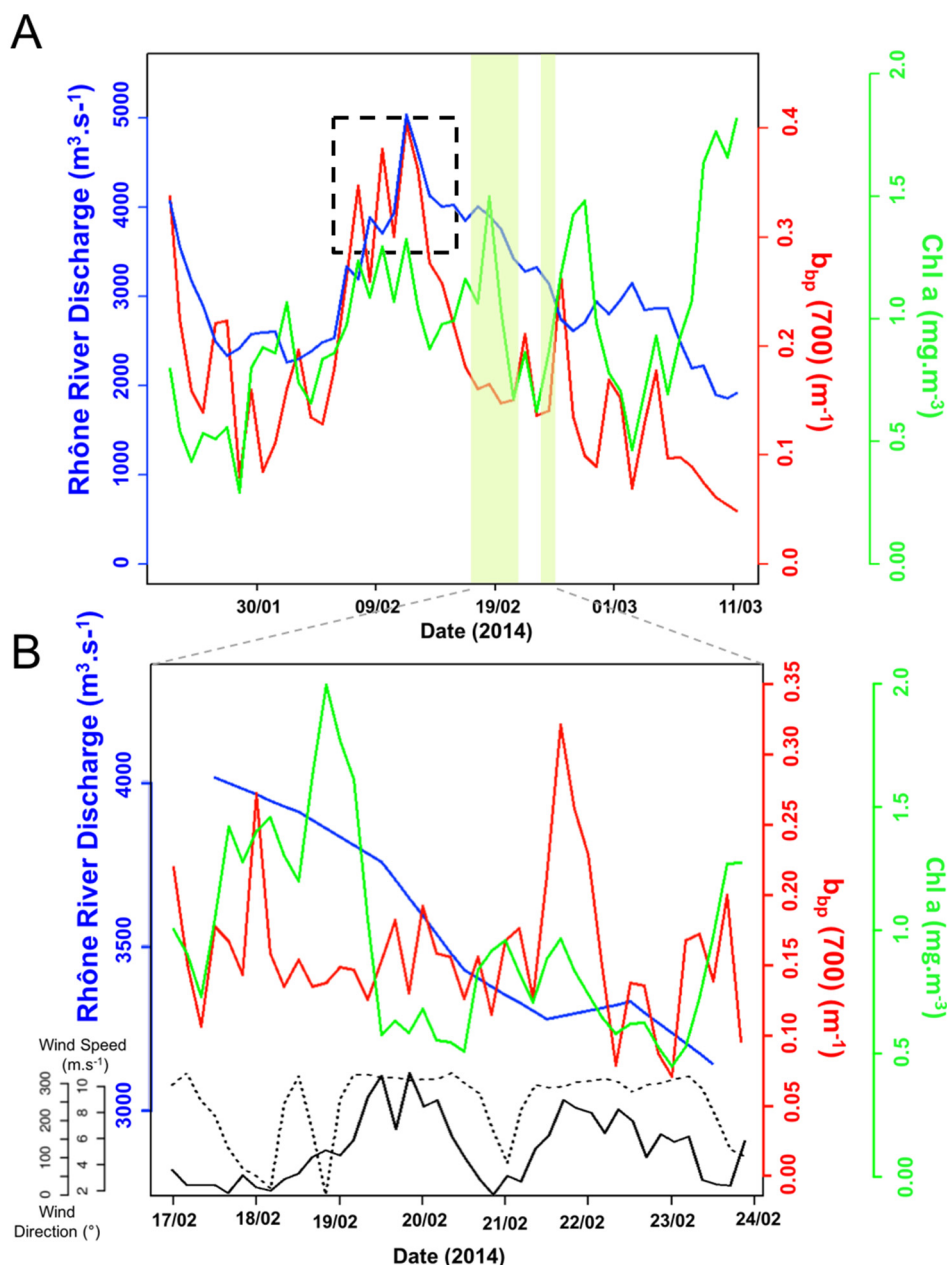 A
Rhône River Discharge (m³.s-¹)
0 1000 2000 3000 4000 5000
0.0 0.1 0.2 0.3 0.4
bbp (700) (m-¹)
0.00 0.5 1.0 1.5 2.0
Chl a (mg.m-³)
30/01 09/02 19/02 01/03 11/03
Date (2014)
B
Rhône River Discharge (m³.s-¹)
3000 3500 4000
0.00 0.05 0.10 0.15 0.20 0.25 0.30 0.35
bbp (700) (m-¹)
0.00 0.5 1.0 1.5 2.0
Chl a (mg.m-³)
Wind Speed
(m.s-¹)
0 100 200 300
2 4 6 8 10
Wind
Direction (°)
17/02 18/02 19/02 20/02 21/02 22/02 23/02 24/02
Date (2014)